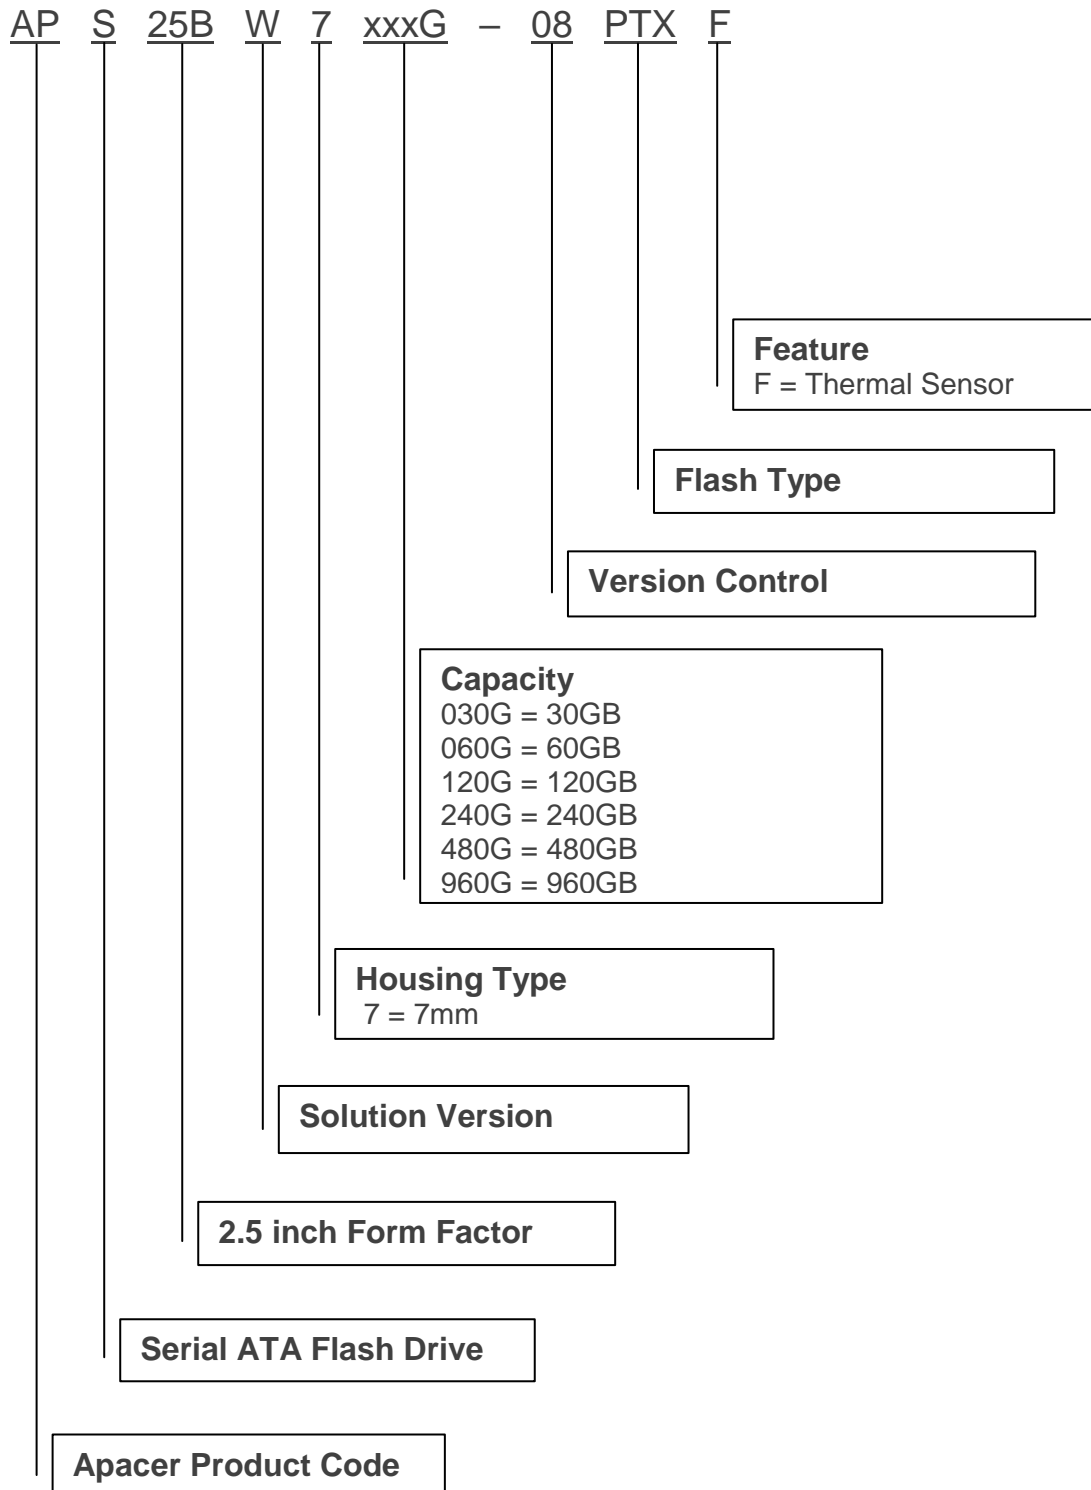 AP S 25B W 7 xxxG – 08 PTX F
Feature
F = Thermal Sensor
Flash Type
Version Control
Capacity
030G = 30GB
060G = 60GB
120G = 120GB
240G = 240GB
480G = 480GB
960G = 960GB
Housing Type
7 = 7mm
Solution Version
2.5 inch Form Factor
Serial ATA Flash Drive
Apacer Product Code